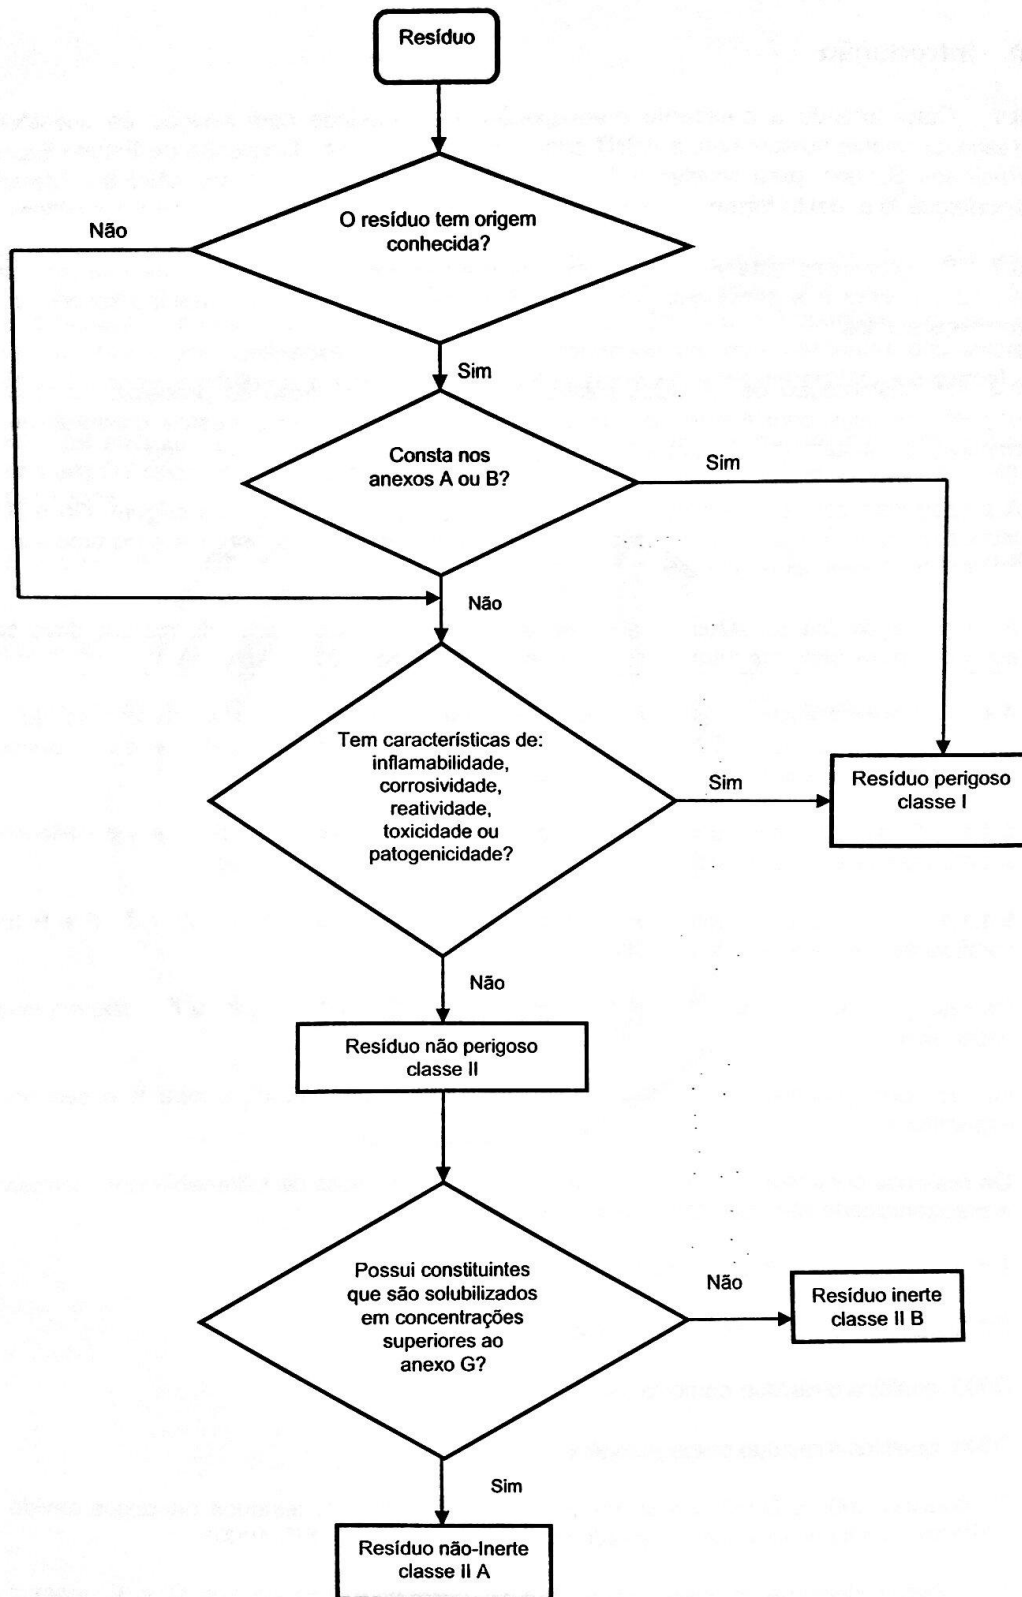 Resíduo
O resíduo tem origem
conhecida?
Não
Sim
Consta nos
anexos A ou B?
Sim
Não
Tem características de:
inflamabilidade,
corrosividade,
reatividade,
toxicidade ou
patogenicidade?
Sim
Resíduo perigoso
classe I
Não
Resíduo não perigoso
classe II
Possui constituintes
que são solubilizados
em concentrações
superiores ao
anexo G?
Não
Resíduo inerte
classe II B
Sim
Resíduo não-Inerte
classe II A